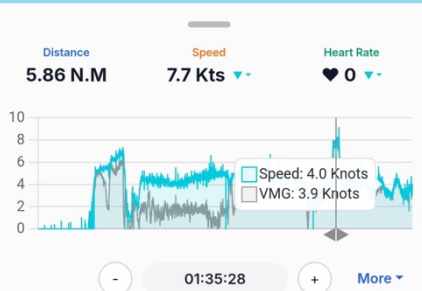 Distance Speed Heart Rate
5.86 N.M 7.7 Kts 0
10
8
6
4
2
0
Speed: 4.0 Knots
VMG: 3.9 Knots
- 01:35:28 + More